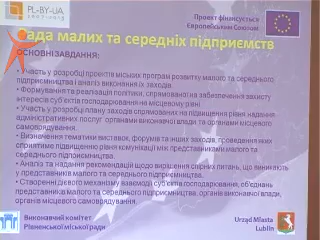 PL-BY-UA
Проект фінансується
Європейським Союзом
Рада малих та середніх підприємств
ОСНОВНІ ЗАВДАННЯ:
• Участь у розробці проектів міських програм розвитку малого та середнього
підприємництва і аналіз виконання їх заходів.
• Формування та реалізація політики, спрямованої на забезпечення захисту
інтересів суб'єктів господарювання на місцевому рівні
• Участь у розробці плану заходів спрямованих на підвищення рівня надання
адміністративних послуг органами виконавчої влади та органами місцевого
самоврядування.
• Визначення тематики виставок, форумів та інших заходів, проведення яких
сприятиме підвищенню рівня комунікації між представниками малого та
середнього підприємництва.
• Аналіз та надання рекомендацій щодо вирішення спірних питань, що виникають
у представників малого та середнього підприємництва.
• Створення дієвого механізму взаємодії суб'єктів господарювання, об'єднань
представників малого та середнього підприємництва, органів виконавчої влади,
органів місцевого самоврядування.
Виконавчий комітет
Рівненської міської ради
Urząd Miasta
Lublin